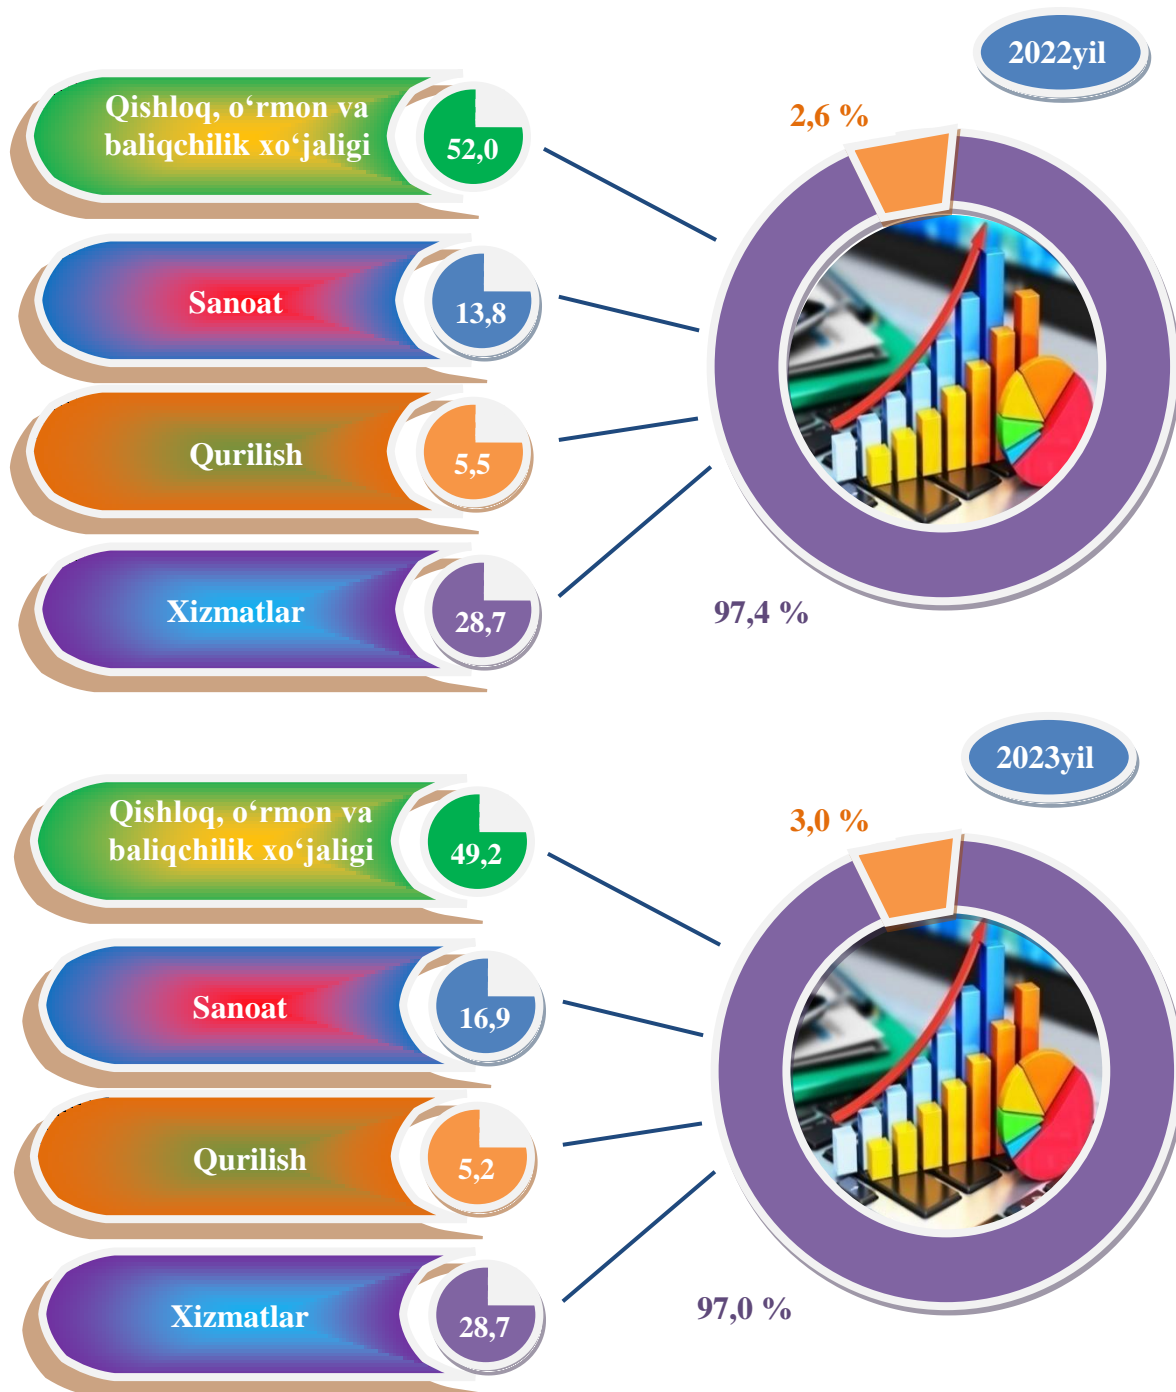 2022yil
Qishloq, o‘rmon va
baliqchilik xo‘jaligi
52,0
2,6 %
Sanoat
13,8
Qurilish
5,5
Xizmatlar
28,7
97,4 %
2023yil
Qishloq, o‘rmon va
baliqchilik xo‘jaligi
49,2
3,0 %
Sanoat
16,9
Qurilish
5,2
Xizmatlar
28,7
97,0 %